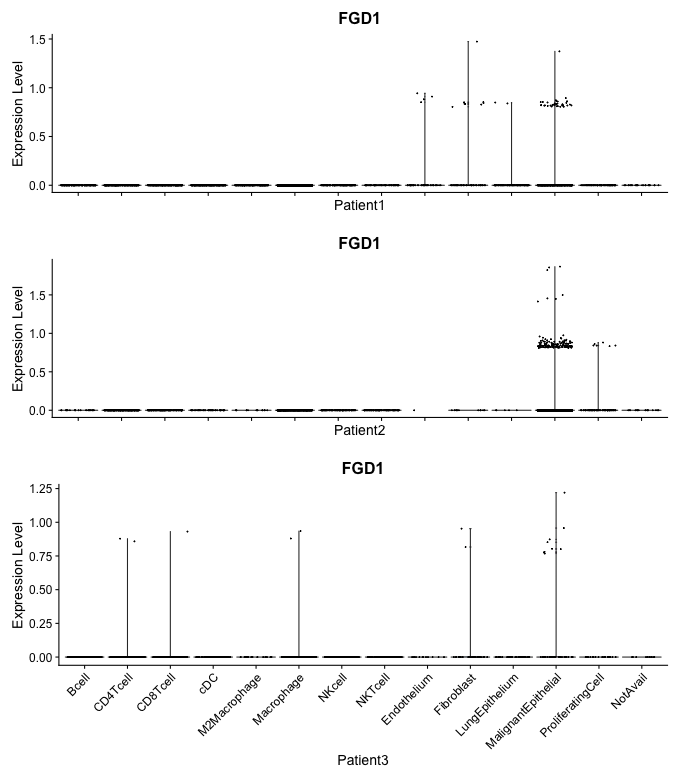 FGD1
Expression Level
1.5
1.0
0.5
0.0
Patient1
FGD1
Expression Level
1.5
1.0
0.5
0.0
Patient2
FGD1
Expression Level
1.25
1.00
0.75
0.50
0.25
0.00
Bcell
CD4Tcell
CD8Tcell
cDC
M2Macrophage
Macrophage
NKcell
NKTcell
Endothelium
Fibroblast
LungEpithelium
MalignantEpithelial
ProliferatingCell
NotAvail
Patient3